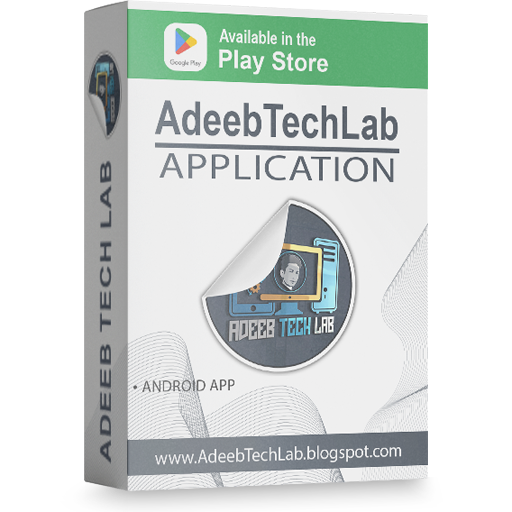 Available in the
Play Store
Google Play
AdeebTechLab
APPLICATION
ADEEB TECH LAB
• ANDROID APP
www.AdeebTechLab.blogspot.com
ADEEB TECH LAB